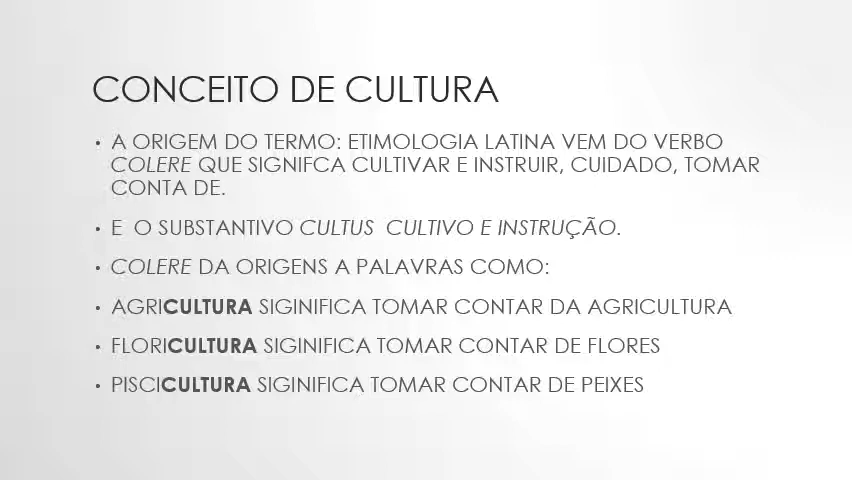 CONCEITO DE CULTURA
• A ORIGEM DO TERMO: ETIMOLOGIA LATINA VEM DO VERBO
COLERE QUE SIGNIFCA CULTIVAR E INSTRUIR, CUIDADO, TOMAR
CONTA DE.
• E O SUBSTANTIVO CULTUS CULTIVO E INSTRUÇÃO.
• COLERE DA ORIGENS A PALAVRAS COMO:
• AGRICULTURA SIGINIFICA TOMAR CONTAR DA AGRICULTURA
• FLORICULTURA SIGINIFICA TOMAR CONTAR DE FLORES
• PISCICULTURA SIGINIFICA TOMAR CONTAR DE PEIXES